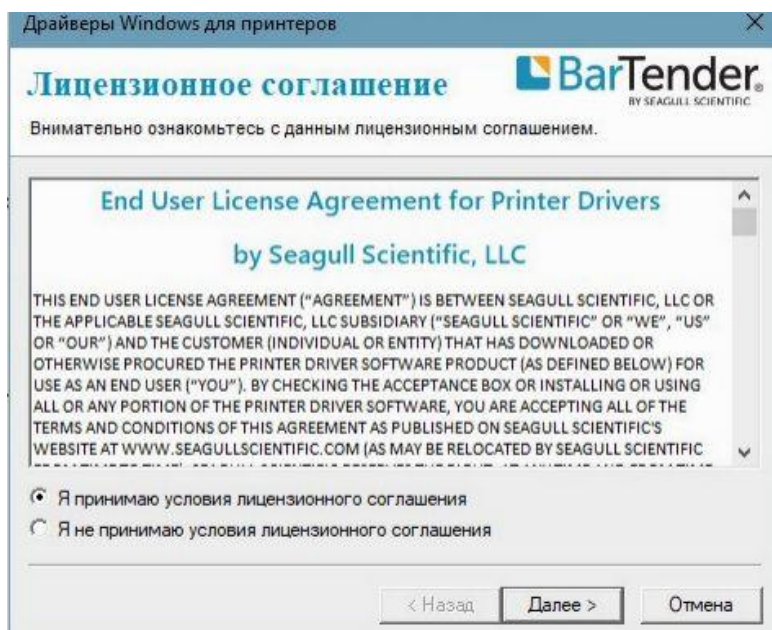 Драйверы Windows для принтеров
Лицензионное соглашение
BarTender®
BY SEAGULL SCIENTIFIC
Внимательно ознакомьтесь с данным лицензионным соглашением.
End User License Agreement for Printer Drivers
by Seagull Scientific, LLC
THIS END USER LICENSE AGREEMENT (“AGREEMENT”) IS BETWEEN SEAGULL SCIENTIFIC, LLC OR
THE APPLICABLE SEAGULL SCIENTIFIC, LLC SUBSIDIARY (“SEAGULL SCIENTIFIC” OR “WE”, “US”
OR “OUR”) AND THE CUSTOMER (INDIVIDUAL OR ENTITY) THAT HAS DOWNLOADED OR
OTHERWISE PROCURED THE PRINTER DRIVER SOFTWARE PRODUCT (AS DEFINED BELOW) FOR
USE AS AN END USER (“YOU”). BY CHECKING THE ACCEPTANCE BOX OR INSTALLING OR USING
ALL OR ANY PORTION OF THE PRINTER DRIVER SOFTWARE, YOU ARE ACCEPTING ALL OF THE
TERMS AND CONDITIONS OF THIS AGREEMENT AS PUBLISHED ON SEAGULL SCIENTIFIC'S
WEBSITE AT WWW.SEAGULLSCIENTIFIC.COM (AS MAY BE RELOCATED BY SEAGULL SCIENTIFIC
Я принимаю условия лицензионного соглашения
Я не принимаю условия лицензионного соглашения
< Назад
Далее >
Отмена